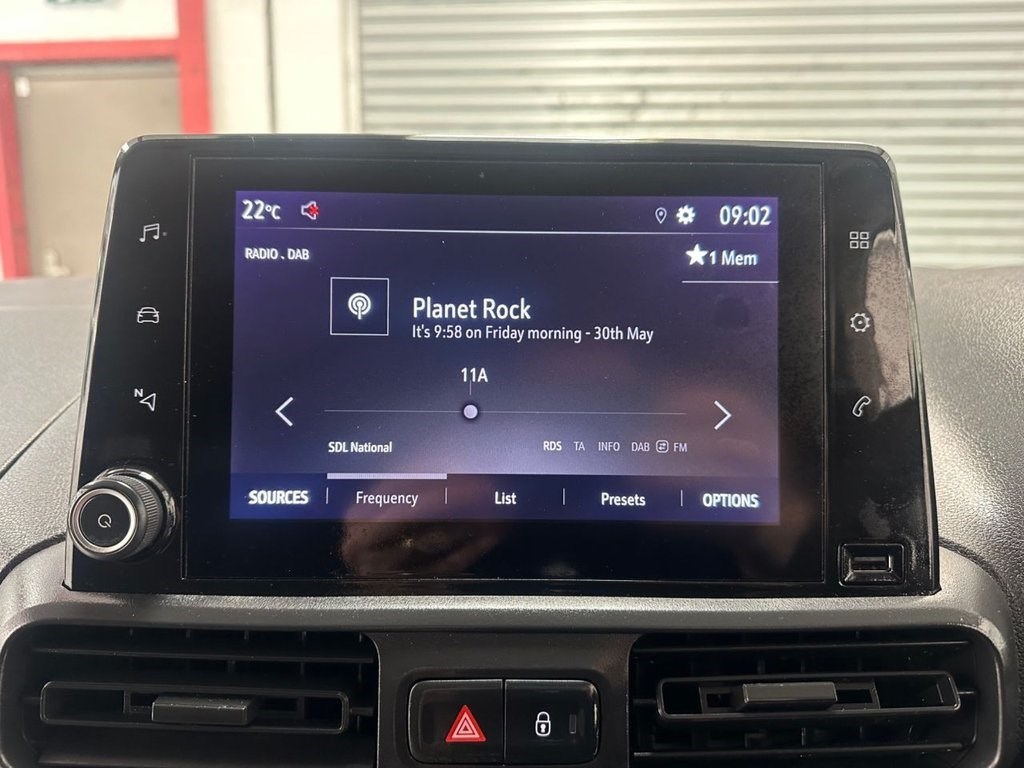 22°C
09:02
RADIO . DAB
1 Mem
Planet Rock
It's 9:58 on Friday morning - 30th May
11A
SDL National
RDS TA INFO DAB FM
SOURCES Frequency List Presets OPTIONS
N